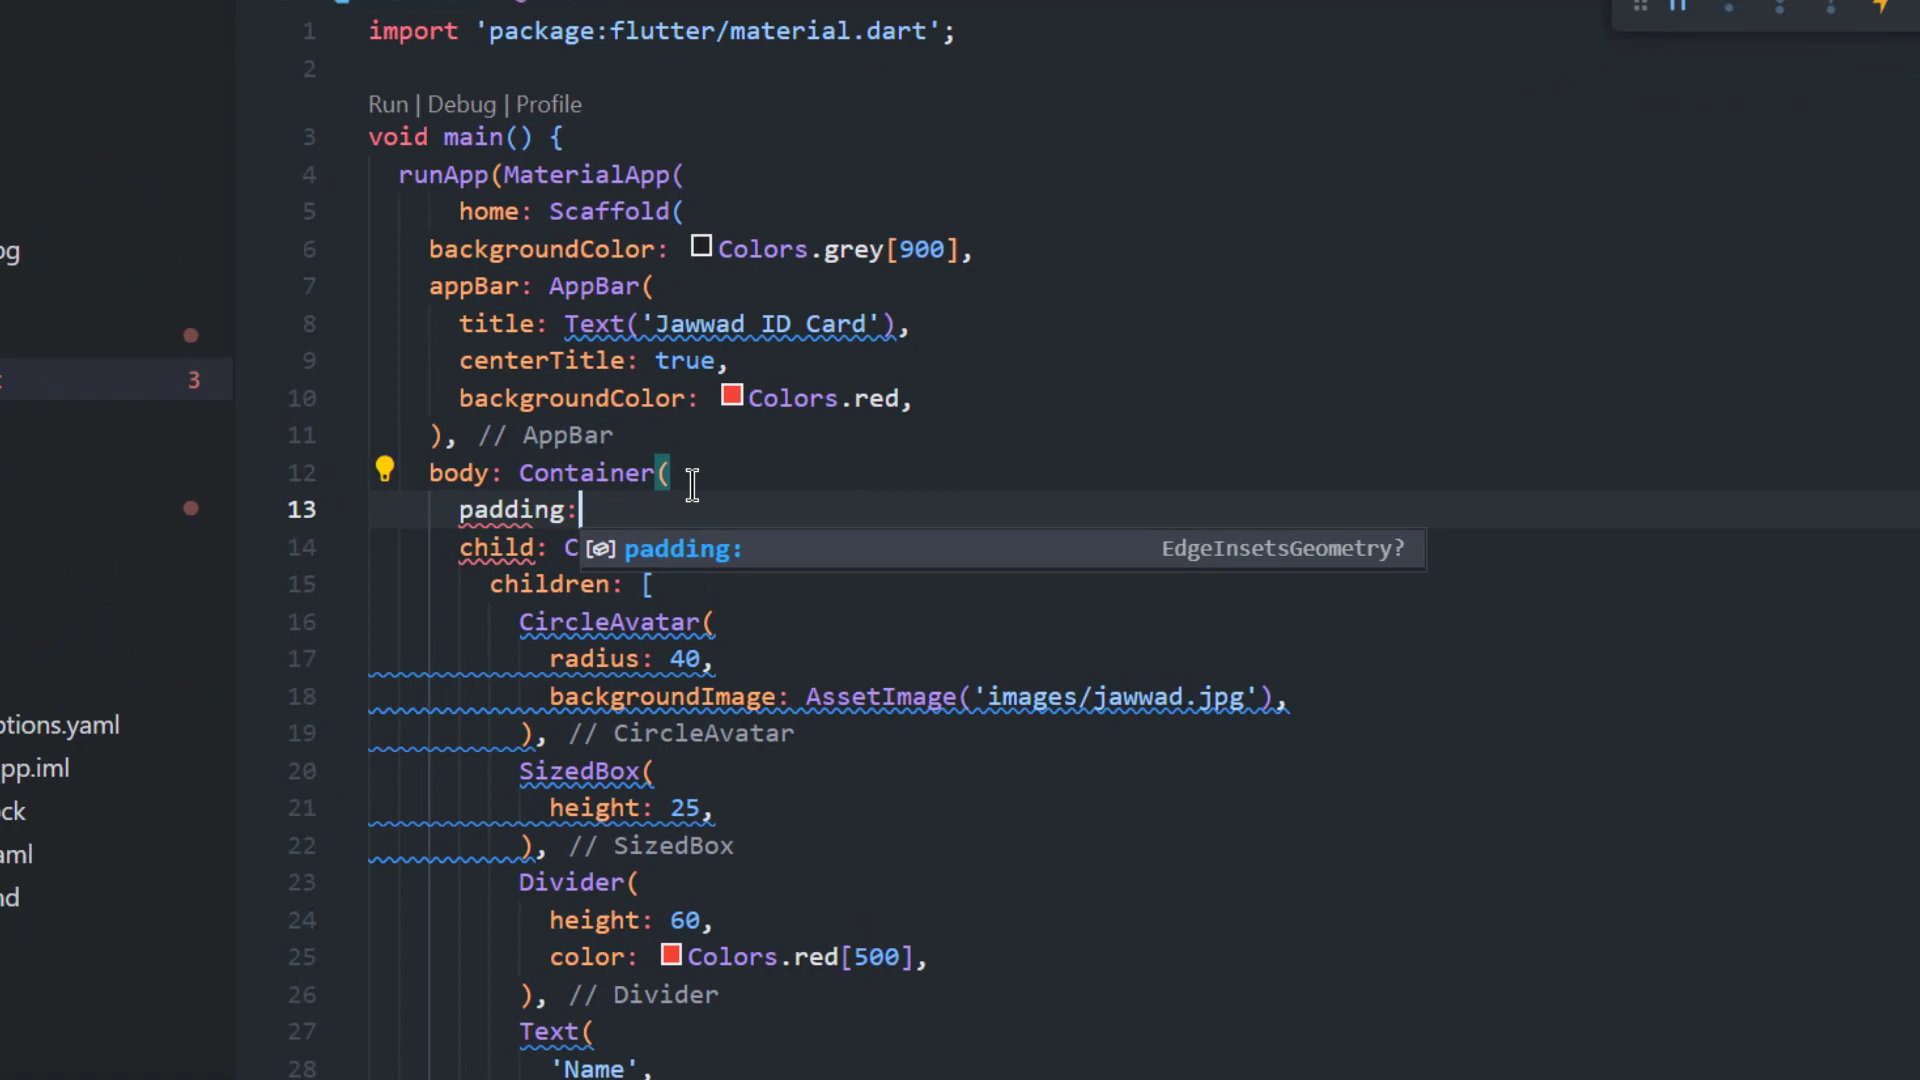 1 import 'package:flutter/material.dart';
2
Run | Debug | Profile
3 void main() {
4 runApp(MaterialApp(
5 home: Scaffold(
6 backgroundColor: Colors.grey[900],
og
7 appBar: AppBar(
8 title: Text('Jawwad ID Card'),
9 centerTitle: true,
3
10 backgroundColor: Colors.red,
11 ), // AppBar
12 body: Container(
13 padding:
14 child: C
padding: EdgeInsetsGeometry?
15 children: [
16 CircleAvatar(
17 radius: 40,
18 backgroundImage: AssetImage('images/jawwad.jpg'),
ptions.yaml
19 ), // CircleAvatar
pp.iml
20 SizedBox(
21 height: 25,
ock
22 ), // SizedBox
aml
23 Divider(
nd
24 height: 60,
25 color: Colors.red[500],
26 ), // Divider
27 Text(
28 'Name',